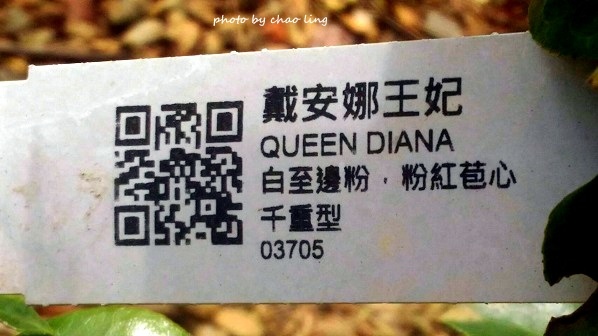 photo by chao ling
戴安娜王妃
QUEEN DIANA
白至邊粉，粉紅苞心
千重型
03705